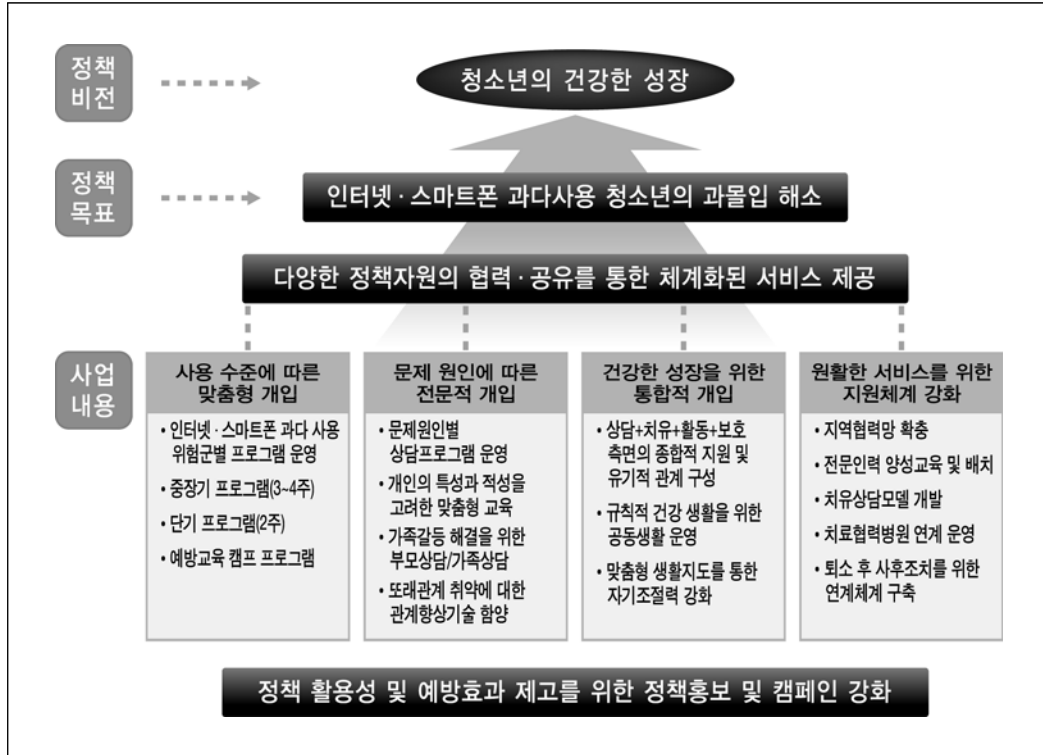 정책
비전
청소년의 건강한 성장
정책
목표
인터넷·스마트폰 과다사용 청소년의 과몰입 해소
다양한 정책자원의 협력·공유를 통한 체계화된 서비스 제공
사업
내용
사용 수준에 따른
맞춤형 개입
• 인터넷·스마트폰 과다 사용
위험군별 프로그램 운영
• 중장기 프로그램(3~4주)
• 단기 프로그램(2주)
• 예방교육 캠프 프로그램
문제 원인에 따른
전문적 개입
• 문제원인별
상담프로그램 운영
• 개인의 특성과 적성을
고려한 맞춤형 교육
• 가족갈등 해결을 위한
부모상담/가족상담
• 또래관계 취약에 대한
관계향상기술 함양
건강한 성장을 위한
통합적 개입
• 상담+치유+활동+보호
측면의 종합적 지원 및
유기적 관계 구성
• 규칙적 건강 생활을 위한
공동생활 운영
• 맞춤형 생활지도를 통한
자기조절력 강화
원활한 서비스를 위한
지원체계 강화
• 지역협력망 확충
• 전문인력 양성교육 및 배치
• 치유상담모델 개발
• 치료협력병원 연계 운영
• 퇴소 후 사후조치를 위한
연계체계 구축
정책 활용성 및 예방효과 제고를 위한 정책홍보 및 캠페인 강화